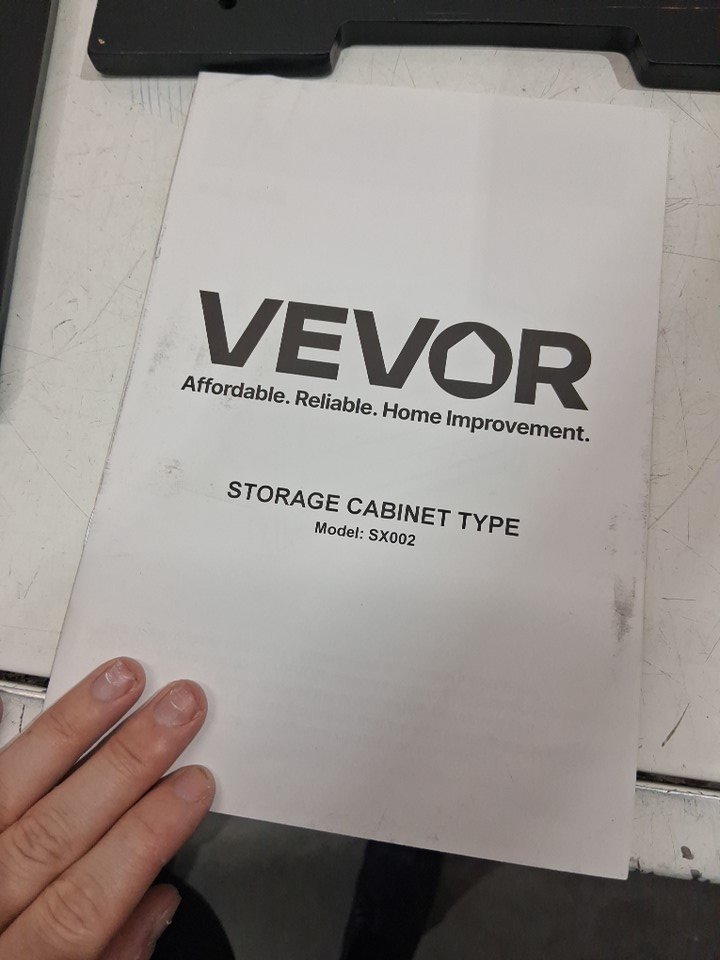 VEVOR
Affordable. Reliable. Home Improvement.
STORAGE CABINET TYPE
Model: SX002